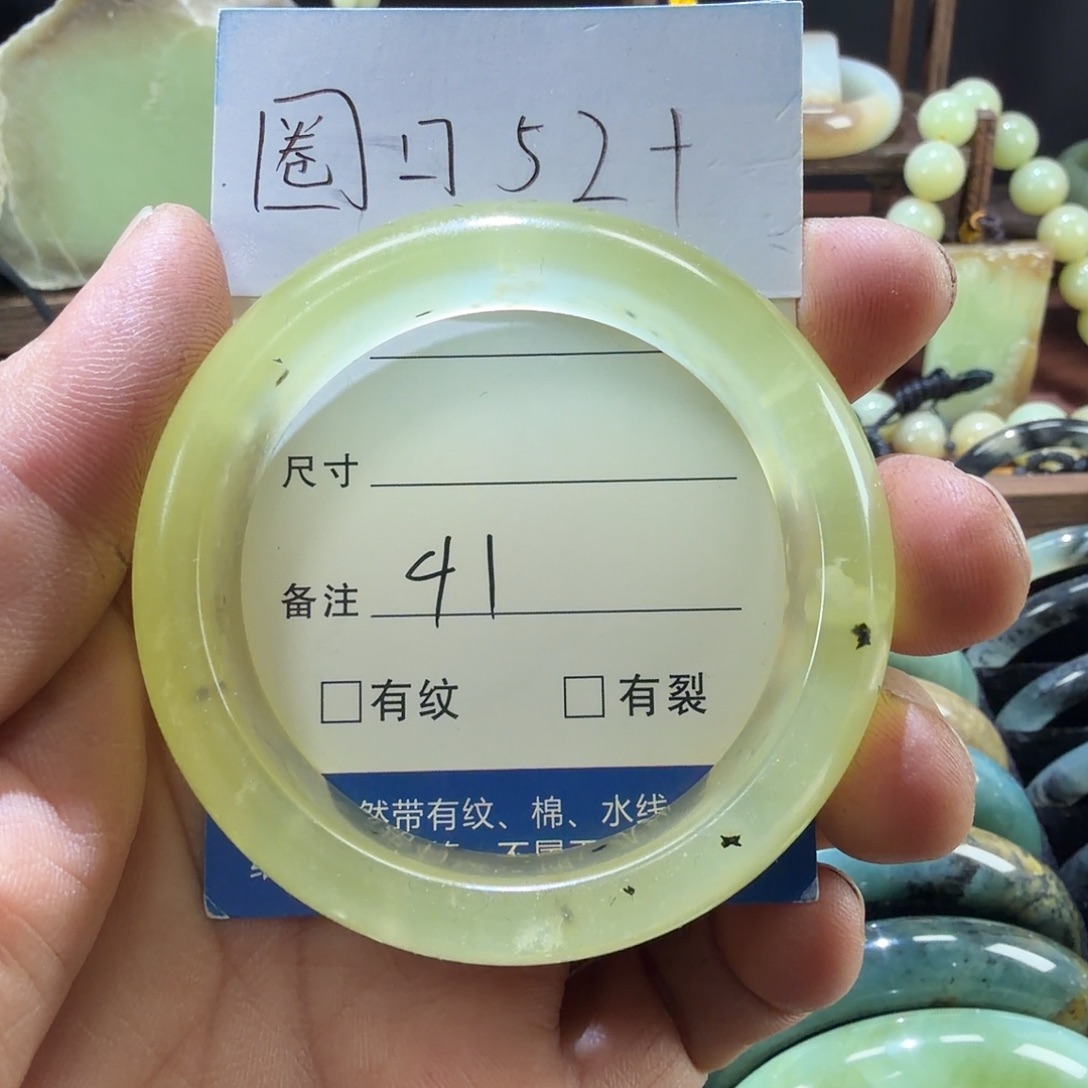 圈口52+
尺寸
备注 41
□有纹 □有裂
然带有纹、棉、水线